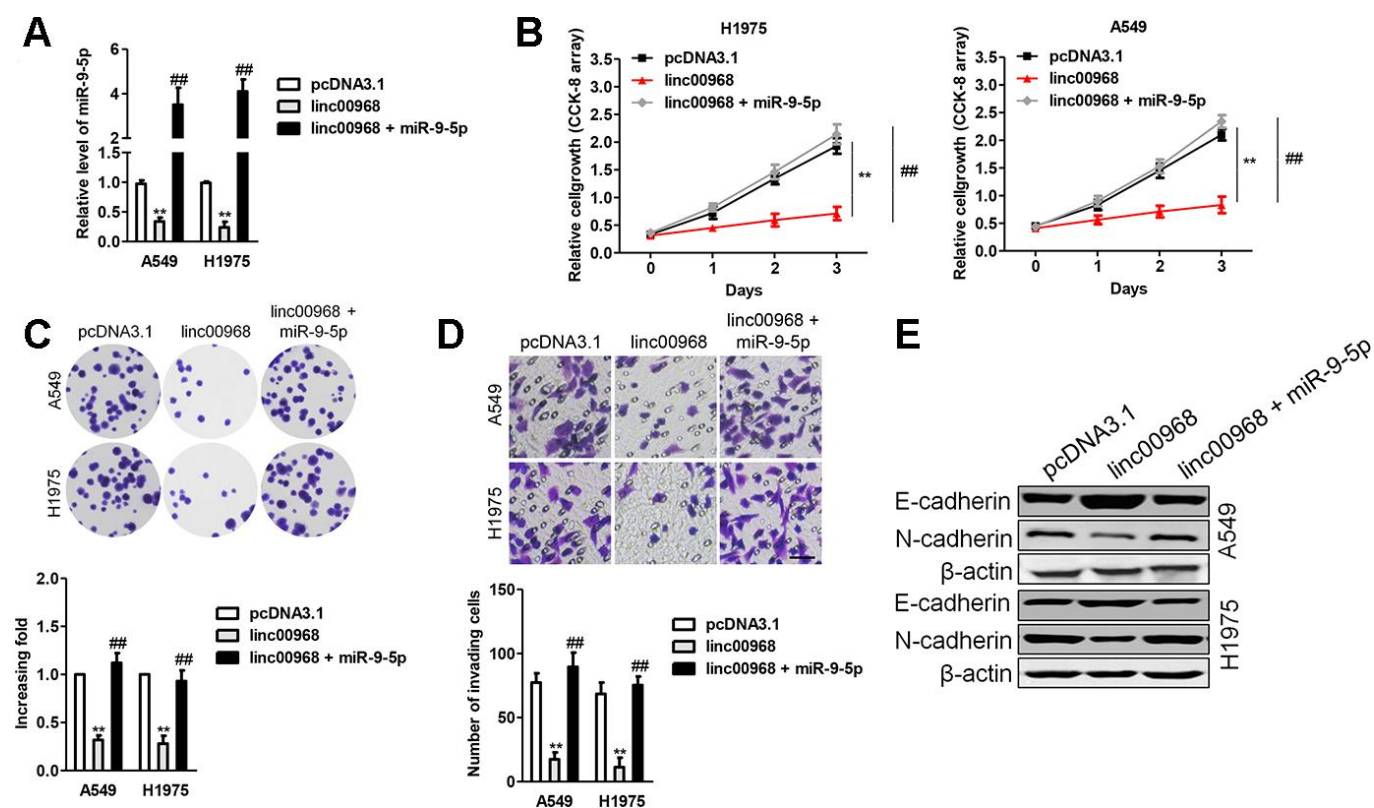 A
Relative level of miR-9-5p
6
4
2
1.0
0.5
0.0
##
##
**
**
A549
H1975
pcDNA3.1
linc00968
linc00968 + miR-9-5p
B
H1975
Relative cellgrowth (CCK-8 array)
3.5
3.0
2.5
2.0
1.5
1.0
0.5
0.0
pcDNA3.1
linc00968
linc00968 + miR-9-5p
**
##
0 1 2 3
Days
A549
Relative cellgrowth (CCK-8 array)
3.5
3.0
2.5
2.0
1.5
1.0
0.5
0.0
pcDNA3.1
linc00968
linc00968 + miR-9-5p
**
##
0 1 2 3
Days
C
pcDNA3.1
linc00968
linc00968 +
miR-9-5p
A549
H1975
Increasing fold
2.0
1.5
1.0
0.5
0.0
##
##
**
**
A549
H1975
pcDNA3.1
linc00968
linc00968 + miR-9-5p
D
pcDNA3.1
linc00968
linc00968 +
miR-9-5p
A549
H1975
Number of invading cells
150
100
50
0
##
##
**
**
A549
H1975
pcDNA3.1
linc00968
linc00968 + miR-9-5p
E
pcDNA3.1
linc00968
linc00968 + miR-9-5p
E-cadherin
N-cadherin
β-actin
A549
E-cadherin
N-cadherin
β-actin
H1975